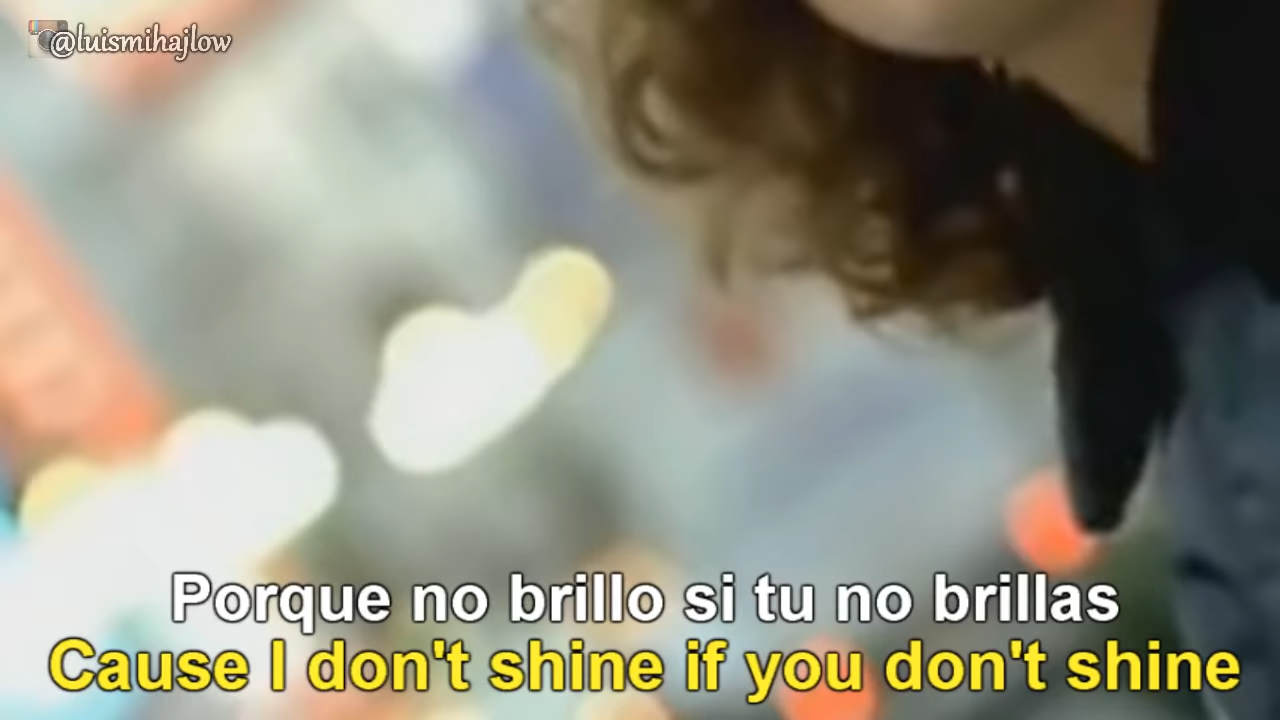 @luismihajlow
Porque no brillo si tu no brillas
Cause I don't shine if you don't shine